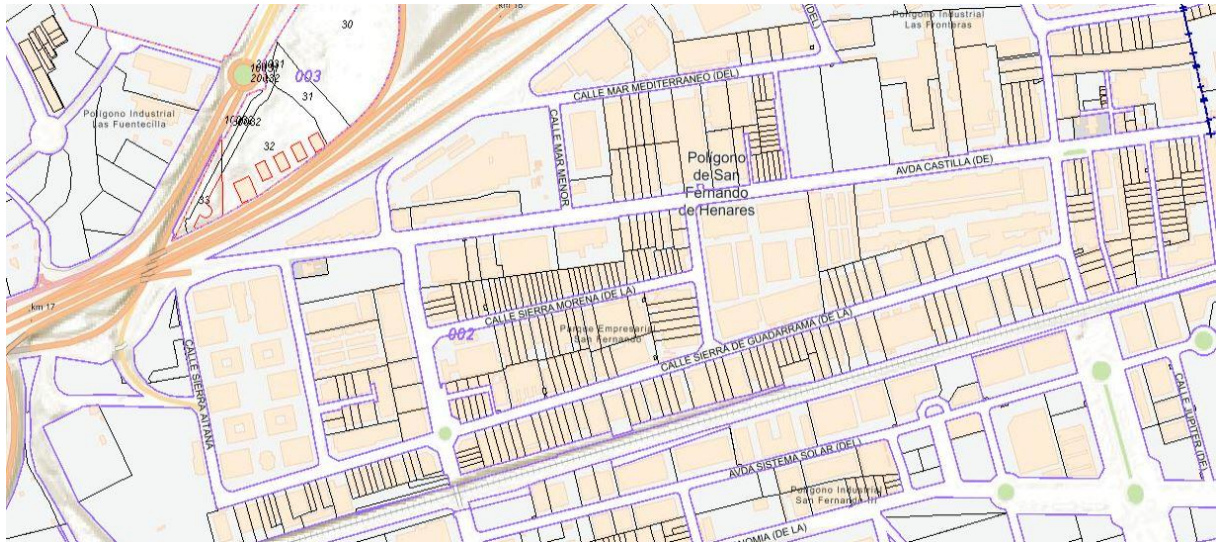 km 16
Polígono Industrial
Las Fronteras
30
003
31
32
33
Polígono Industrial
Las Fuentecilla
CALLE MAR MEDITERRANEO (DEL)
CALLE MAR MENOR
Polígono
de San
Fernando
de Henares
AVDA CASTILLA (DE)
km 17
CALLE SIERRA MORENA (DE LA)
002
Parque Empresarial
San Fernando
CALLE SIERRA DE GUADARRAMA (DE LA)
CALLE SIERRA AITANA
CALLE JUPITER (DE)
AVDA SISTEMA SOLAR (DEL)
Polígono Industrial
San Fernando III
(DE LA)